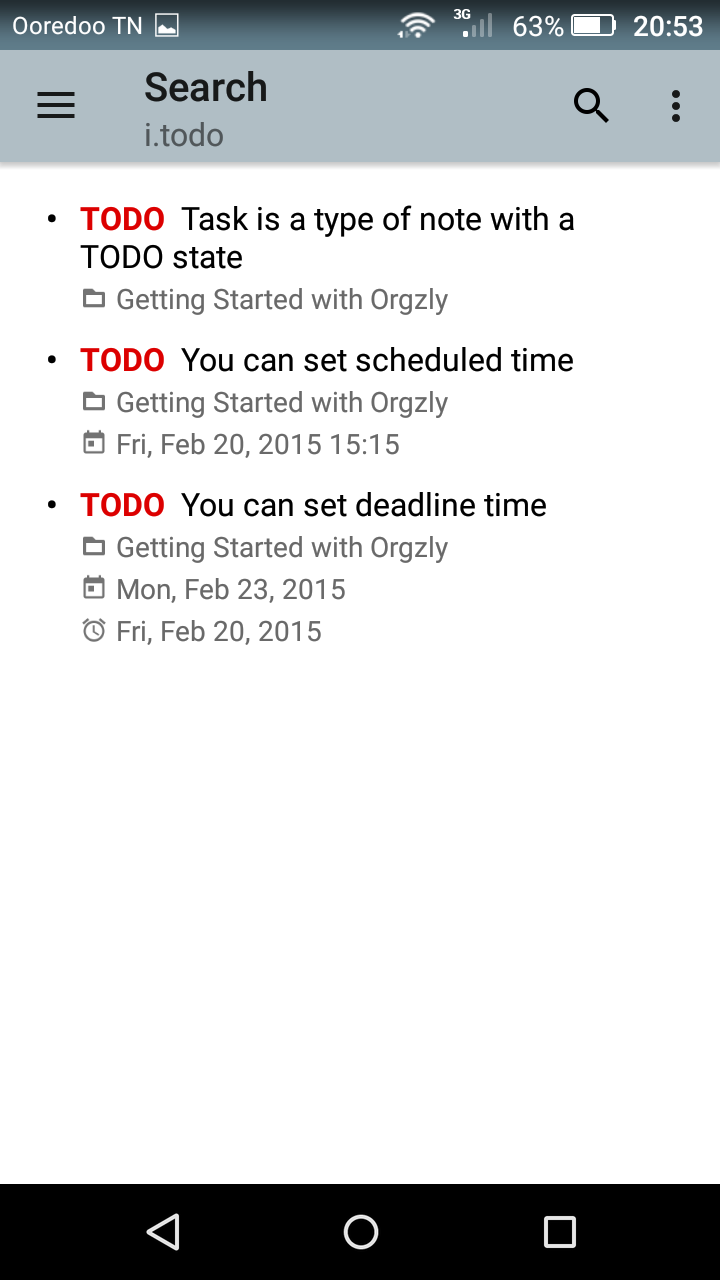 Ooredoo TN 3G 63% 20:53
Search
i.todo
• TODO Task is a type of note with a
TODO state
Getting Started with Orgzly
• TODO You can set scheduled time
Getting Started with Orgzly
Fri, Feb 20, 2015 15:15
• TODO You can set deadline time
Getting Started with Orgzly
Mon, Feb 23, 2015
Fri, Feb 20, 2015